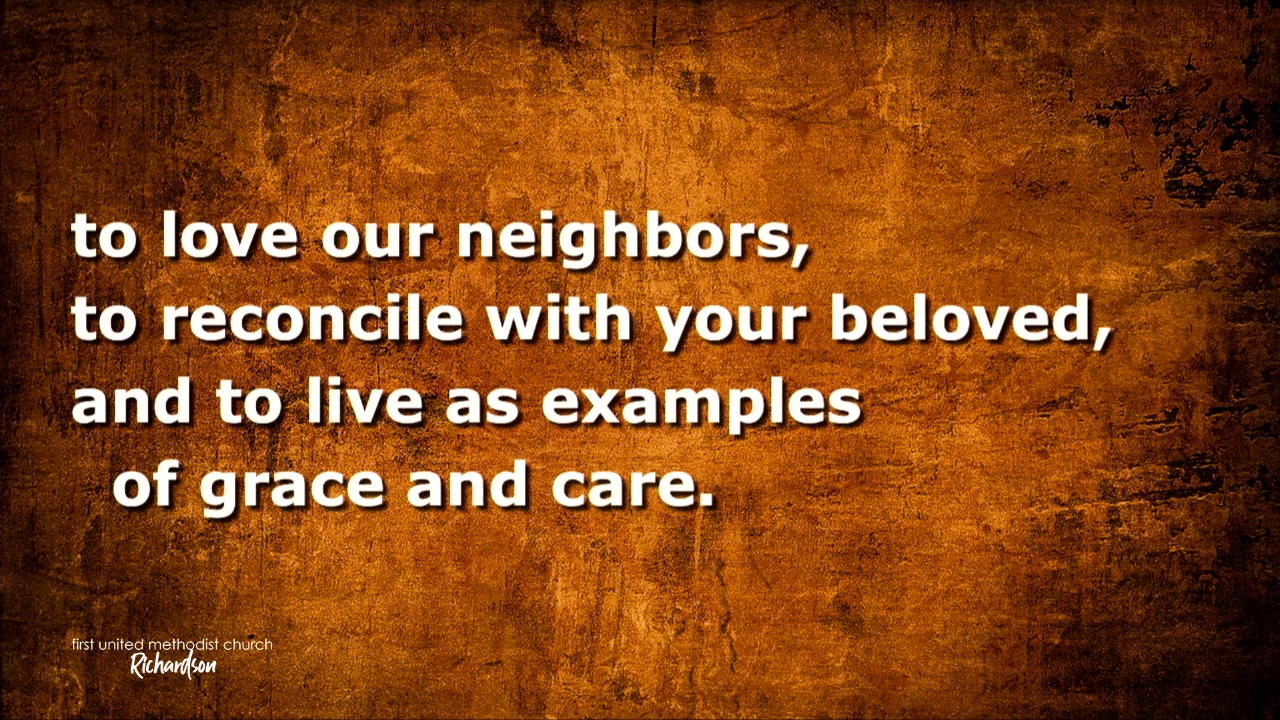 to love our neighbors,
to reconcile with your beloved,
and to live as examples
of grace and care.
first united methodist church
Richardson